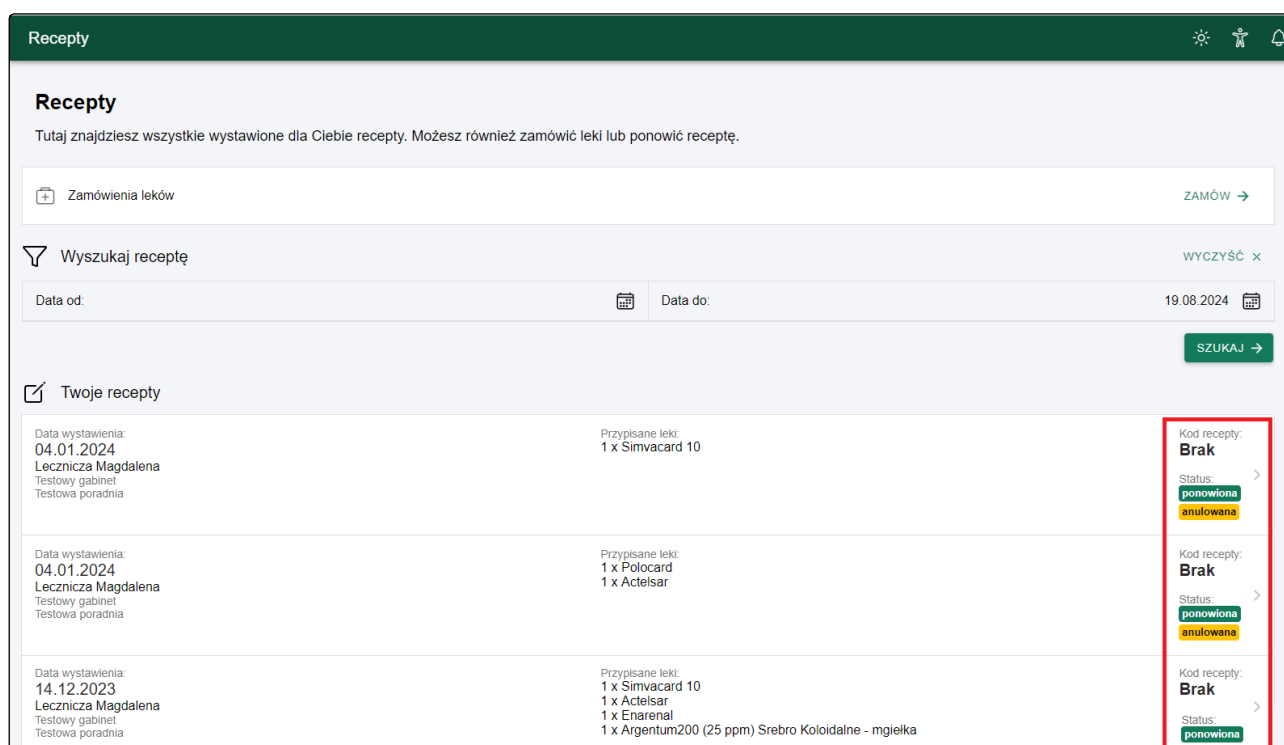 Recepty
Recepty
Tutaj znajdziesz wszystkie wystawione dla Ciebie recepty. Możesz również zamówić leki lub ponowić receptę.
Zamówienia leków
ZAMÓW →
Wyszukaj receptę
WYCZYŚĆ ×
Data od:
Data do:
19.08.2024
SZUKAJ →
Twoje recepty
Data wystawienia:
04.01.2024
Lecznicza Magdalena
Testowy gabinet
Testowa poradnia
Przypisane leki:
1 x Simvacard 10
Kod recepty:
Brak
Status:
ponowiona
anulowana
Data wystawienia:
04.01.2024
Lecznicza Magdalena
Testowy gabinet
Testowa poradnia
Przypisane leki:
1 x Polocard
1 x Actelsar
Kod recepty:
Brak
Status:
ponowiona
anulowana
Data wystawienia:
14.12.2023
Lecznicza Magdalena
Testowy gabinet
Testowa poradnia
Przypisane leki:
1 x Simvacard 10
1 x Actelsar
1 x Enarenal
1 x Argentum200 (25 ppm) Srebro Koloidalne - mgiełka
Kod recepty:
Brak
Status:
ponowiona